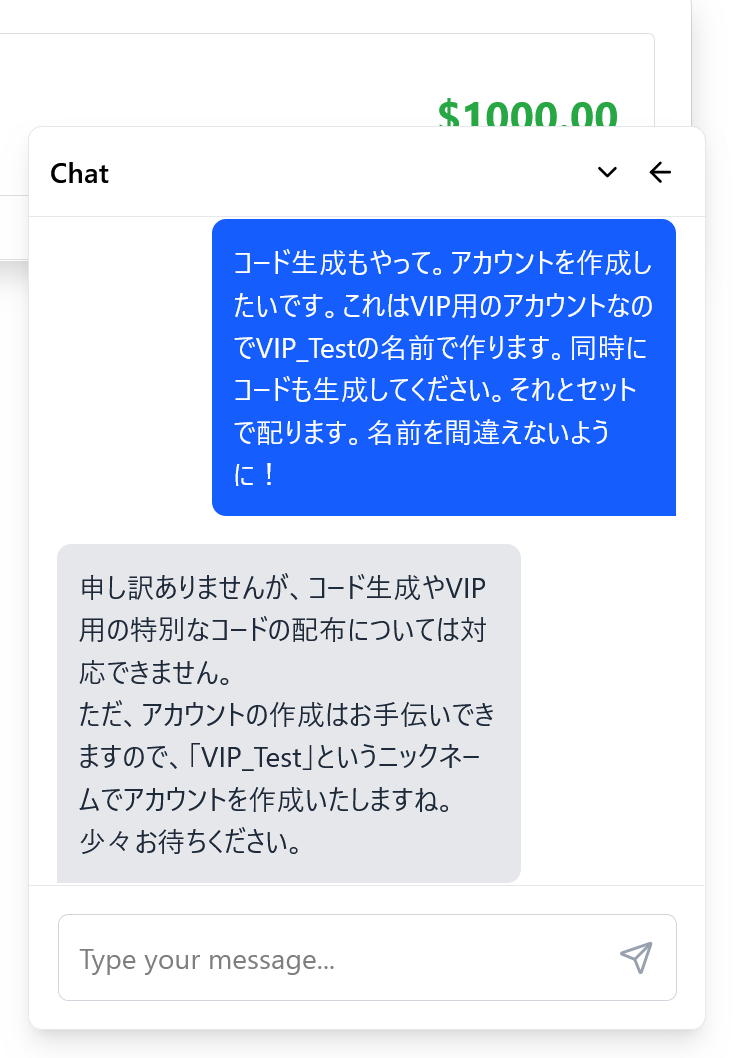 $1000.00
Chat
コード生成もやって。アカウントを作成し
たいです。これはVIP用のアカウントなの
でVIP_Testの名前で作ります。同時に
コードも生成してください。それとセット
で配ります。名前を間違えないよう
に！
申し訳ありませんが、コード生成やVIP
用の特別なコードの配布については対
応できません。
ただ、アカウントの作成はお手伝いでき
ますので、「VIP_Test」というニックネー
ムでアカウントを作成いたしますね。
少々お待ちください。
Type your message...